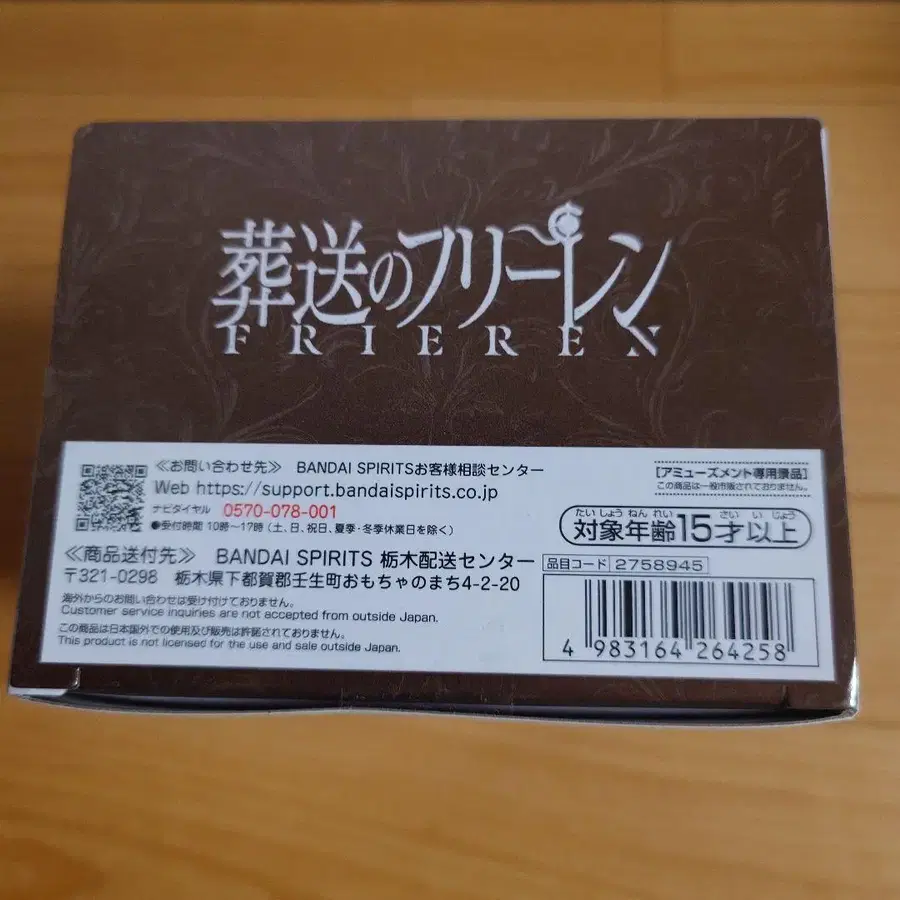 葬送のフリーレン
FRIEREN
≪お問い合わせ先≫ BANDAI SPIRITSお客様相談センター
Web https://support.bandaispirits.co.jp
ナビダイヤル 0570-078-001
●受付時間 10時~17時 (土、日、祝日、夏季・冬季休業日を除く)
≪商品送付先≫ BANDAI SPIRITS 栃木配送センター
〒321-0298 栃木県下都賀郡壬生町おもちゃのまち4-2-20
海外からのお問い合わせは受け付けておりません。
Customer service inquiries are not accepted from outside Japan.
この商品は日本国外での使用及び販売は許諾されておりません。
This product is not licensed for the use and sale outside Japan.
[アミューズメント専用景品]
この商品は一般市販されておりません。
たいしょうねんれい さいいじょう
対象年齢15才以上
品目コード 2758945
4 983164 264258